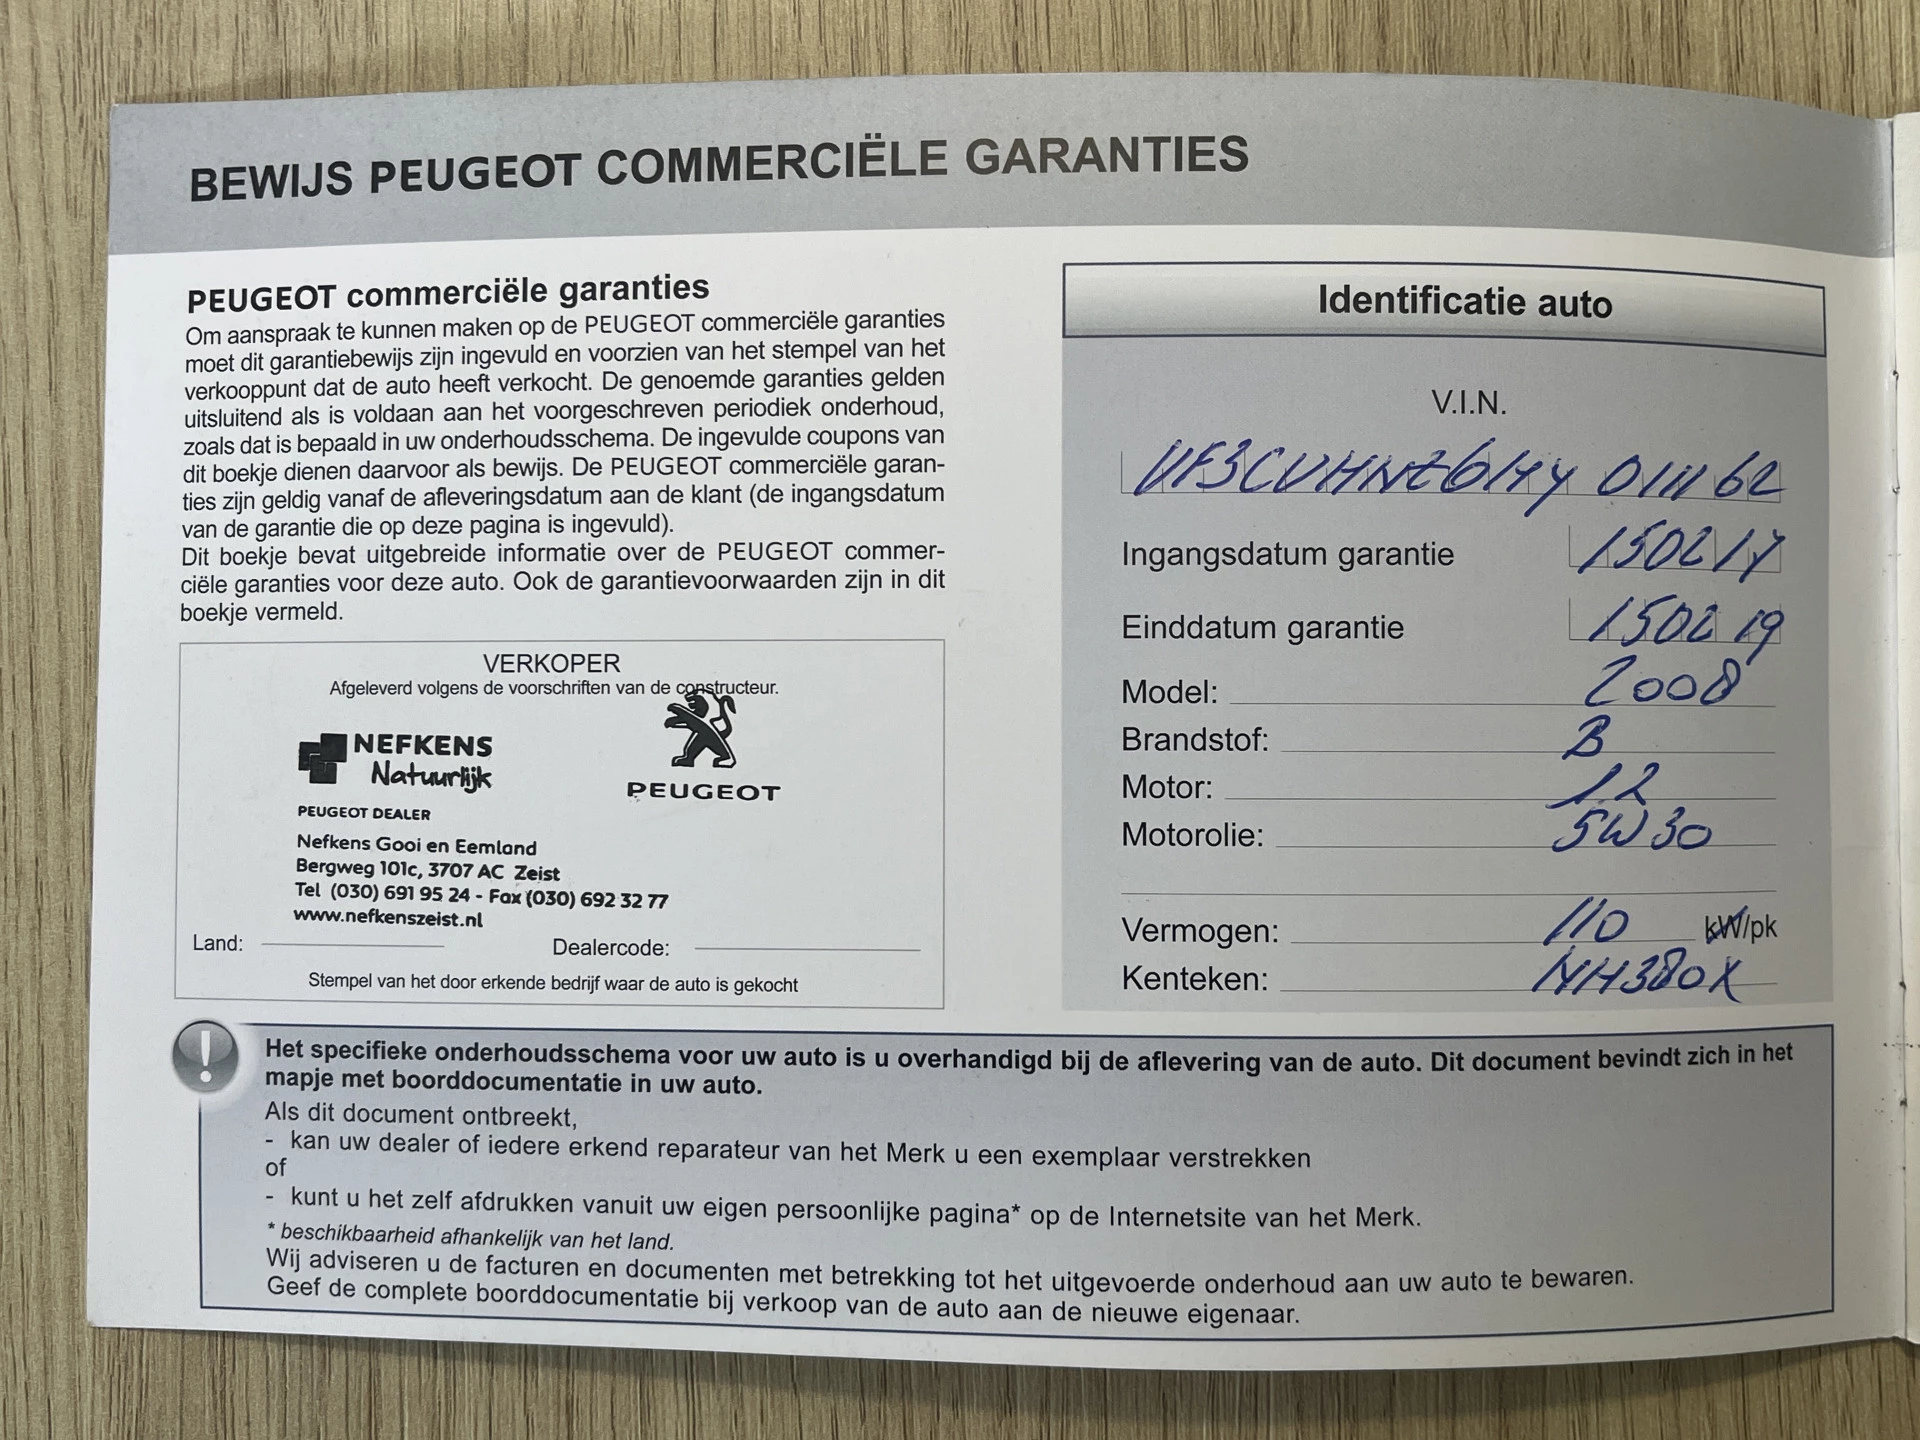 BEWIJS PEUGEOT COMMERCIËLE GARANTIES
PEUGEOT commerciële garanties
Om aanspraak te kunnen maken op de PEUGEOT commerciële garanties
moet dit garantiebewijs zijn ingevuld en voorzien van het stempel van het
verkooppunt dat de auto heeft verkocht. De genoemde garanties gelden
uitsluitend als is voldaan aan het voorgeschreven periodiek onderhoud,
zoals dat is bepaald in uw onderhoudsschema. De ingevulde coupons van
dit boekje dienen daarvoor als bewijs. De PEUGEOT commerciële garan-
ties zijn geldig vanaf de afleveringsdatum aan de klant (de ingangsdatum
van de garantie die op deze pagina is ingevuld).
Dit boekje bevat uitgebreide informatie over de PEUGEOT commer-
ciële garanties voor deze auto. Ook de garantievoorwaarden zijn in dit
boekje vermeld.
VERKOPER
Afgeleverd volgens de voorschriften van de constructeur.
NEFKENS
Natuurlijk
PEUGEOT
PEUGEOT DEALER
Nefkens Gooi en Eemland
Bergweg 101c, 3707 AC Zeist
Tel (030) 691 95 24 - Fax (030) 692 32 77
www.nefkenszeist.nl
Land:
Dealercode:
Stempel van het door erkende bedrijf waar de auto is gekocht
Identificatie auto
V.I.N.
Ingangsdatum garantie 150217
Einddatum garantie 150219
Model: 2008
Brandstof: B
Motor: 1.2
Motorolie: 5W30
Vermogen: 110 kW/pk
Kenteken: NH380X
Het specifieke onderhoudsschema voor uw auto is u overhandigd bij de aflevering van de auto. Dit document bevindt zich in het
mapje met boorddocumentatie in uw auto.
Als dit document ontbreekt,
- kan uw dealer of iedere erkend reparateur van het Merk u een exemplaar verstrekken
of
- kunt u het zelf afdrukken vanuit uw eigen persoonlijke pagina* op de Internetsite van het Merk.
* beschikbaarheid afhankelijk van het land.
Wij adviseren u de facturen en documenten met betrekking tot het uitgevoerde onderhoud aan uw auto te bewaren.
Geef de complete boorddocumentatie bij verkoop van de auto aan de nieuwe eigenaar.